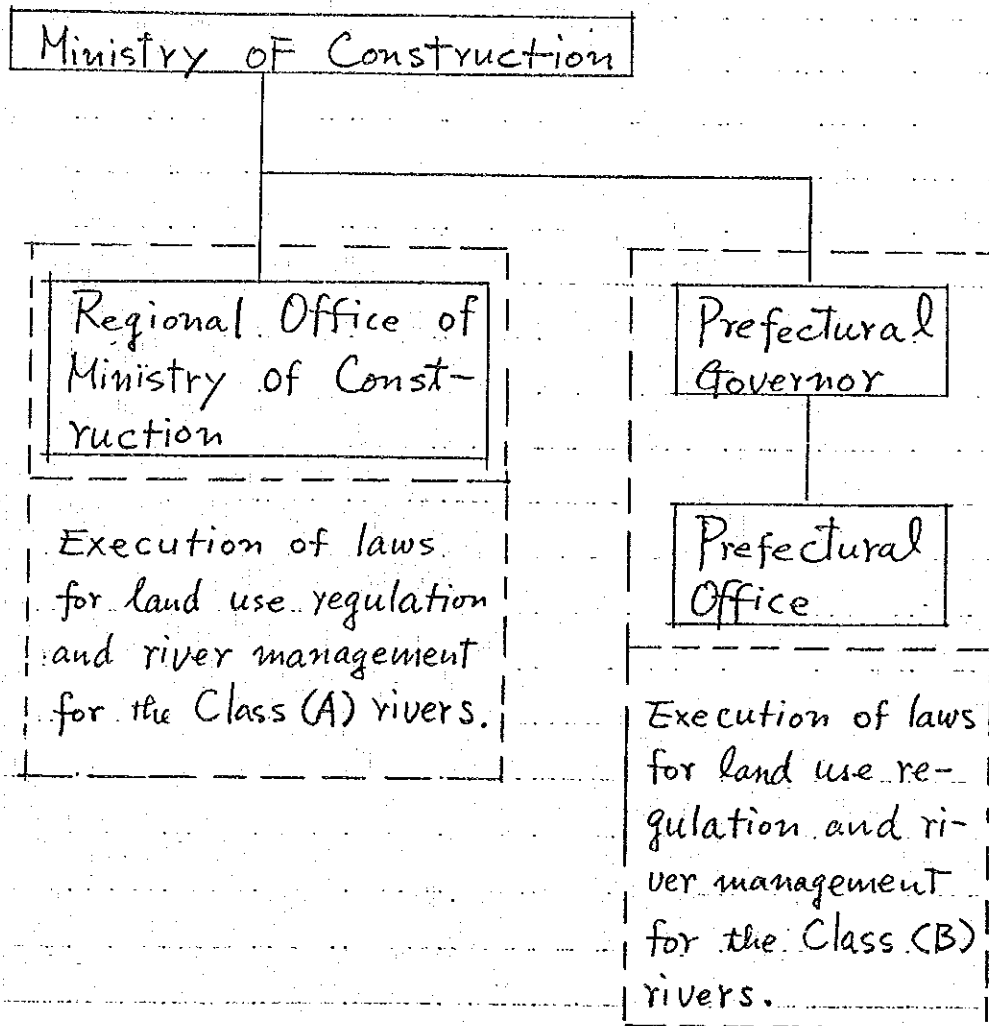 Ministry of Construction
Regional Office of
Ministry of Const-
ruction
Execution of laws
for land use regulation
and river management
for the Class (A) rivers.
Prefectural
Governor
Prefectural
Office
Execution of laws
for land use re-
gulation and ri-
ver management
for the Class (B)
rivers.